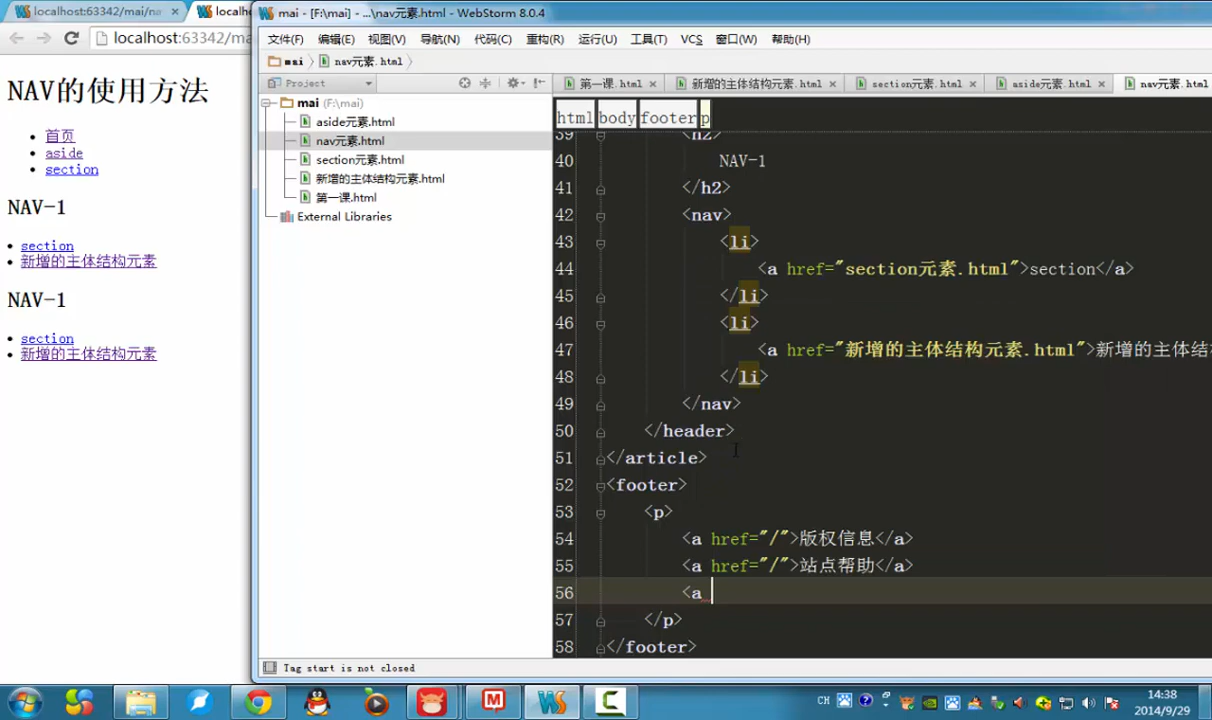 localhost:63342/mai/na
localhost
localhost:63342/ma
NAV的使用方法
首页
aside
section
NAV-1
section
新增的主体结构元素
NAV-1
section
新增的主体结构元素
mai - [F:\mai] - ...\nav元素.html - WebStorm 8.0.4
文件(F) 编辑(E) 视图(V) 导航(N) 代码(C) 重构(R) 运行(U) 工具(T) VCS 窗口(W) 帮助(H)
mai nav元素.html
Project
mai (F:\mai)
aside元素.html
nav元素.html
section元素.html
新增的主体结构元素.html
第一课.html
External Libraries
第一课.html 新增的主体结构元素.html section元素.html aside元素.html nav元素.html
html body footer p
39 <h2>
40 NAV-1
41 </h2>
42 <nav>
43 <li>
44 <a href="section元素.html">section</a>
45 </li>
46 <li>
47 <a href="新增的主体结构元素.html">新增的主体结
48 </li>
49 </nav>
50 </header>
51 </article>
52 <footer>
53 <p>
54 <a href="/">版权信息</a>
55 <a href="/">站点帮助</a>
56 <a
57 </p>
58 </footer>
Tag start is not closed
CH
14:38
2014/9/29